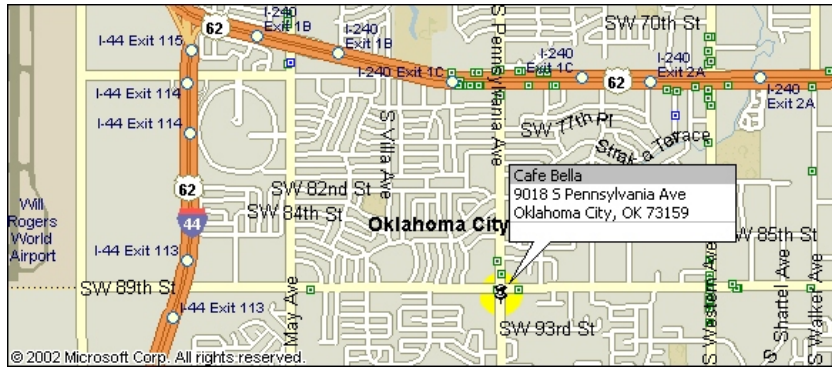 62
I-240
Exit 1B
I-240
Exit 1B
SW 70th St
I-44 Exit 115
I-240 Exit 1C
I-240
Exit 1C
62
I-240
Exit 2A
I-240
Exit 2A
I-44 Exit 114
I-44 Exit 114
S Villa Ave
S Pennsylvania Ave
SW 77th Pl
Straka Terrace
62
SW 82nd St
SW 84th St
Cafe Bella
9018 S Pennsylvania Ave
Oklahoma City, OK 73159
Will
Rogers
World
Airport
44
Oklahoma City
W 85th St
I-44 Exit 113
SW 89th St
I-44 Exit 113
May Ave
SW 93rd St
S Western Ave
S Shartel Ave
S Walker Ave
© 2002 Microsoft Corp. All rights reserved.